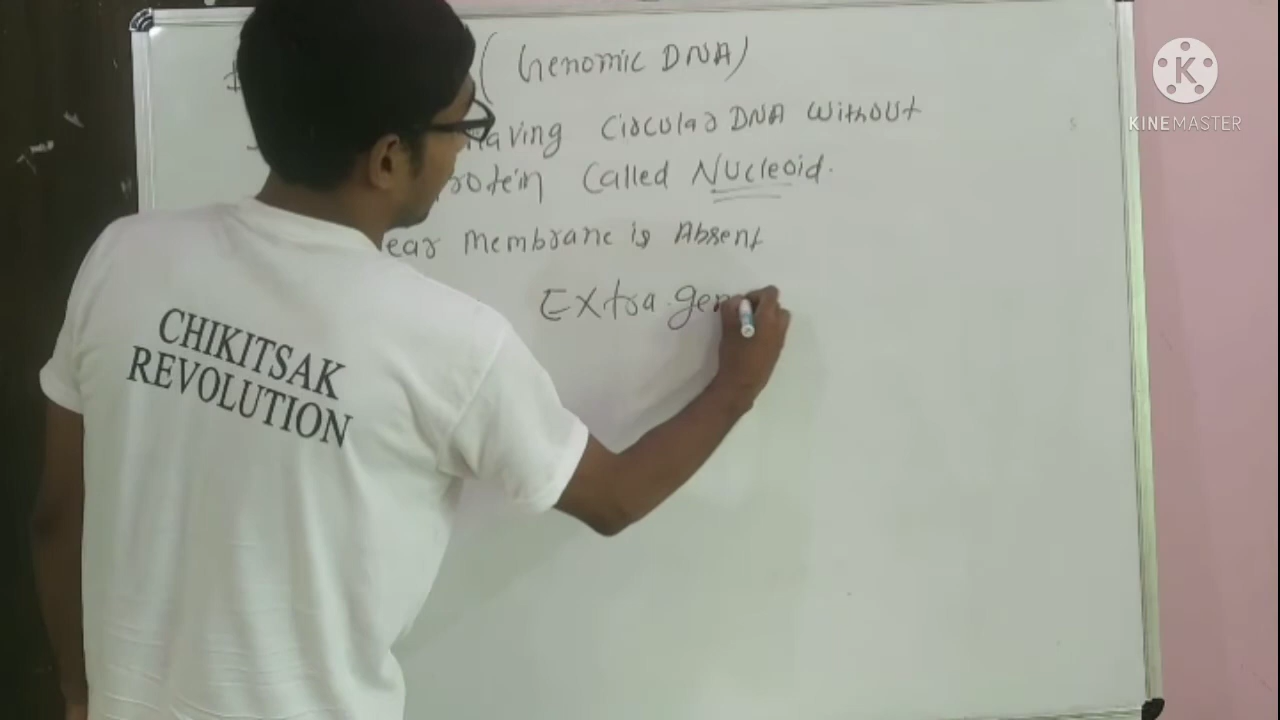 (Genomic DNA)
Having Circular DNA without
protein Called Nucleoid.
ear Membrane is Absent
Extra gen
CHIKITSAK
REVOLUTION
K
KINEMASTER